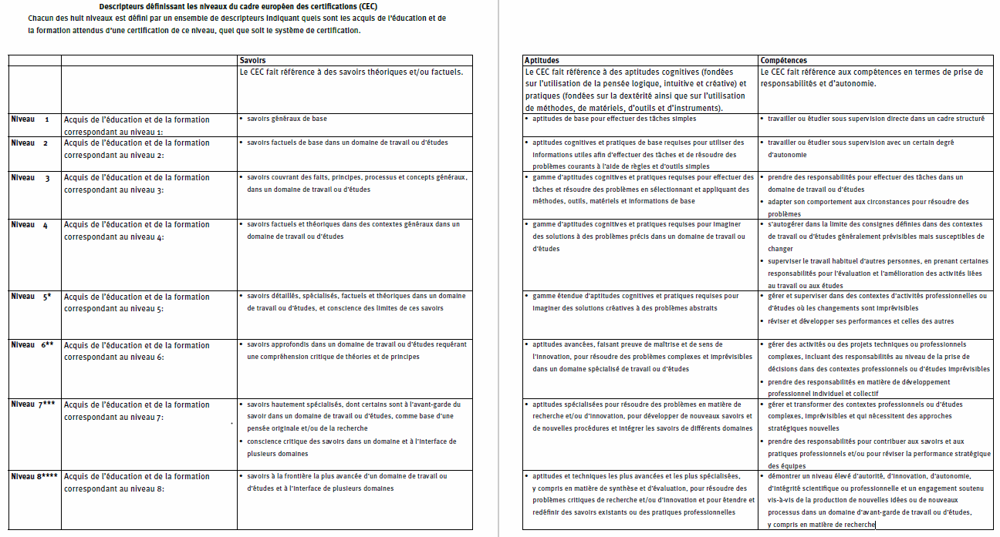 Descripteurs définissant les niveaux du cadre européen des certifications (CEC)
Chacun des huit niveaux est défini par un ensemble de descripteurs indiquant quels sont les acquis de l'éducation et de
la formation attendus d'une certification de ce niveau, quel que soit le système de certification.
Savoirs
Le CEC fait référence à des savoirs théoriques et/ou factuels.
Aptitudes
Le CEC fait référence à des aptitudes cognitives (fondées
sur l'utilisation de la pensée logique, intuitive et créative) et
pratiques (fondées sur la dextérité ainsi que sur l'utilisation
de méthodes, de matériels, d'outils et d'instruments).
Compétences
Le CEC fait référence aux compétences en termes de prise de
responsabilités et d'autonomie.
Niveau 1
Acquis de l'éducation et de la formation
correspondant au niveau 1:
• savoirs généraux de base
• aptitudes de base pour effectuer des tâches simples
• travailler ou étudier sous supervision directe dans un cadre structuré
Niveau 2
Acquis de l'éducation et de la formation
correspondant au niveau 2:
• savoirs factuels de base dans un domaine de travail ou d'études
• aptitudes cognitives et pratiques de base requises pour utiliser des
informations utiles afin d'effectuer des tâches et de résoudre des
problèmes courants à l'aide de règles et d'outils simples
• travailler ou étudier sous supervision avec un certain degré
d'autonomie
Niveau 3
Acquis de l'éducation et de la formation
correspondant au niveau 3:
• savoirs couvrant des faits, principes, processus et concepts généraux,
dans un domaine de travail ou d'études
• gamme d'aptitudes cognitives et pratiques requises pour effectuer des
tâches et résoudre des problèmes en sélectionnant et appliquant des
méthodes, outils, matériels et informations de base
• prendre des responsabilités pour effectuer des tâches dans un
domaine de travail ou d'études
• adapter son comportement aux circonstances pour résoudre des
problèmes
Niveau 4
Acquis de l'éducation et de la formation
correspondant au niveau 4:
• savoirs factuels et théoriques dans des contextes généraux dans un
domaine de travail ou d'études
• gamme d'aptitudes cognitives et pratiques requises pour imaginer
des solutions à des problèmes précis dans un domaine de travail ou
d'études
• s'autogérer dans la limite des consignes définies dans des contextes
de travail ou d'études généralement prévisibles mais susceptibles de
changer
• superviser le travail habituel d'autres personnes, en prenant certaines
responsabilités pour l'évaluation et l'amélioration des activités liées
au travail ou aux études
Niveau 5*
Acquis de l'éducation et de la formation
correspondant au niveau 5:
• savoirs détaillés, spécialisés, factuels et théoriques dans un domaine
de travail ou d'études, et conscience des limites de ces savoirs
• gamme étendue d'aptitudes cognitives et pratiques requises pour
imaginer des solutions créatives à des problèmes abstraits
• gérer et superviser dans des contextes d'activités professionnelles ou
d'études où les changements sont imprévisibles
• réviser et développer ses performances et celles des autres
Niveau 6**
Acquis de l'éducation et de la formation
correspondant au niveau 6:
• savoirs approfondis dans un domaine de travail ou d'études requérant
une compréhension critique de théories et de principes
• aptitudes avancées, faisant preuve de maîtrise et de sens de
l'innovation, pour résoudre des problèmes complexes et imprévisibles
dans un domaine spécialisé de travail ou d'études
• gérer des activités ou des projets techniques ou professionnels
complexes, incluant des responsabilités au niveau de la prise de
décisions dans des contextes professionnels ou d'études imprévisibles
• prendre des responsabilités en matière de développement
professionnel individuel et collectif
Niveau 7***
Acquis de l'éducation et de la formation
correspondant au niveau 7:
• savoirs hautement spécialisés, dont certains sont à l'avant-garde du
savoir dans un domaine de travail ou d'études, comme base d'une
pensée originale et/ou de la recherche
• conscience critique des savoirs dans un domaine et à l'interface de
plusieurs domaines
• aptitudes spécialisées pour résoudre des problèmes en matière de
recherche et/ou d'innovation, pour développer de nouveaux savoirs et
de nouvelles procédures et intégrer les savoirs de différents domaines
• gérer et transformer des contextes professionnels ou d'études
complexes, imprévisibles et qui nécessitent des approches
stratégiques nouvelles
• prendre des responsabilités pour contribuer aux savoirs et aux
pratiques professionnels et/ou pour réviser la performance stratégique
des équipes
Niveau 8****
Acquis de l'éducation et de la formation
correspondant au niveau 8:
• savoirs à la frontière la plus avancée d'un domaine de travail ou
d'études et à l'interface de plusieurs domaines
• aptitudes et techniques les plus avancées et les plus spécialisées,
y compris en matière de synthèse et d'évaluation, pour résoudre des
problèmes critiques de recherche et/ou d'innovation et pour étendre et
redéfinir des savoirs existants ou des pratiques professionnelles
• démontrer un niveau élevé d'autorité, d'innovation, d'autonomie,
d'intégrité scientifique ou professionnelle et un engagement soutenu
vis-à-vis de la production de nouvelles idées ou de nouveaux
processus dans un domaine d'avant-garde de travail ou d'études,
y compris en matière de recherche